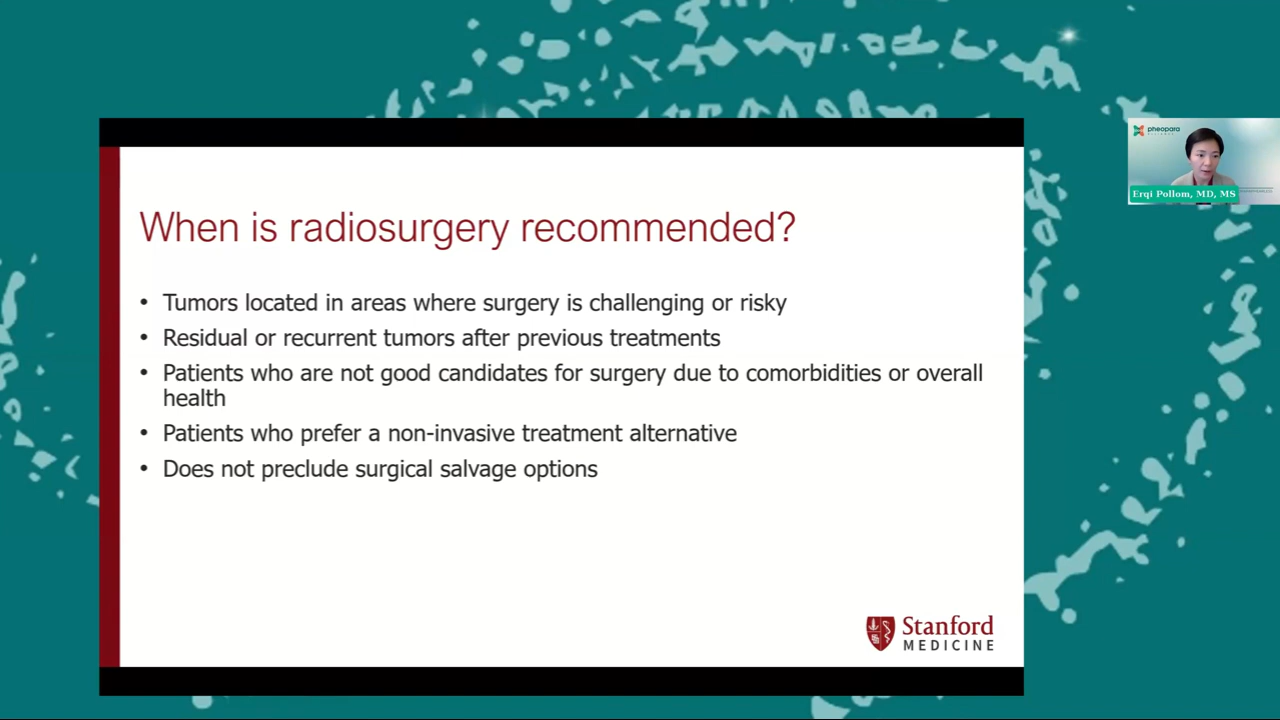 When is radiosurgery recommended?
• Tumors located in areas where surgery is challenging or risky
• Residual or recurrent tumors after previous treatments
• Patients who are not good candidates for surgery due to comorbidities or overall
health
• Patients who prefer a non-invasive treatment alternative
• Does not preclude surgical salvage options
Stanford
MEDICINE
pheopara
Erqi Pollom, MD, MS